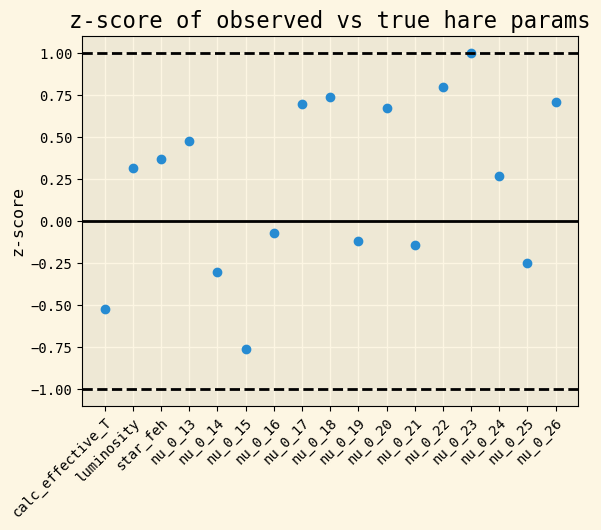 z-score of observed vs true hare params
z-score
1.00
0.75
0.50
0.25
0.00
−0.25
−0.50
−0.75
−1.00
calc_effective_T
luminosity
star_feh
nu_0_13
nu_0_14
nu_0_15
nu_0_16
nu_0_17
nu_0_18
nu_0_19
nu_0_20
nu_0_21
nu_0_22
nu_0_23
nu_0_24
nu_0_25
nu_0_26